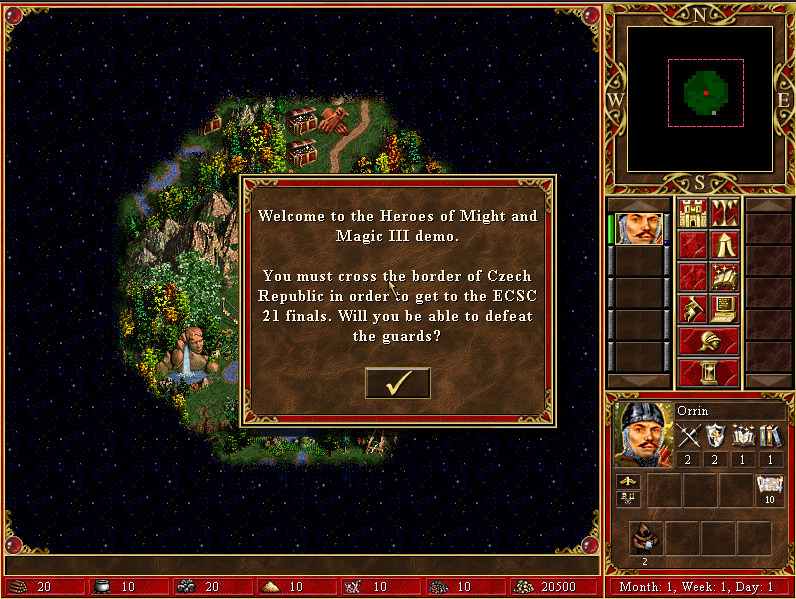 N
W
E
S
Welcome to the Heroes of Might and
Magic III demo.
You must cross the border of Czech
Republic in order to get to the ECSC
21 finals. Will you be able to defeat
the guards?
Orrin
2 2 1 1
10
2
20 10 20 10 10 10 20500
Month: 1, Week: 1, Day: 1